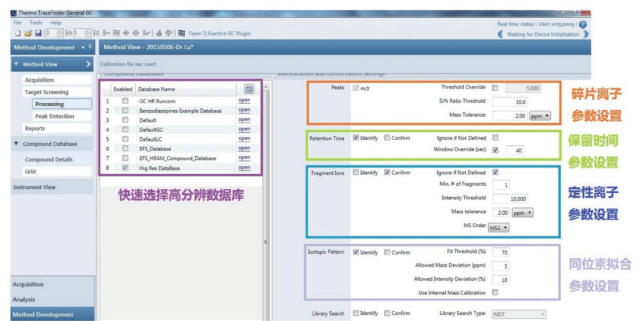 Thermo TraceFinder General GC
File Tools Help
Real time status | User: xing.peng |
Open Q Exactive GC Plugin
Waiting for Device Initialization
Method Development
Method View - 20150506-Dr Lu*
Method View
Calibration file last used:
Acquisition
Target Screening
Processing
Peak Detection
Reports
Compound Database
Compound Details
Grid
Instrument View
Acquisition
Analysis
Method Development
Enabled Database Name
1 GC HR Runcom open
2 Benzodiazepines Example Database open
3 Default open
4 DefaultGC open
5 DefaultLC open
6 EFS_Database open
7 EFS_HRAM_Compound_Database open
8 Hig Res DataBase open
快速选择高分辨数据库
Identification and Confirmation Settings
Peaks m/z Threshold Override 5,000
S/N Ratio Threshold 10.0
Mass Tolerance: 2.00 ppm
碎片离子
参数设置
Retention Time Identify Confirm Ignore if Not Defined
Window Override (sec) 40
保留时间
参数设置
Fragment Ions Identify Confirm Ignore if Not Defined
Min. # of Fragments 1
Intensity Threshold 10,000
Mass tolerance 2.00 ppm
MS Order MS2
定性离子
参数设置
Isotopic Pattern Identify Confirm Fit Threshold (%) 70
Allowed Mass Deviation (ppm) 5
Allowed Intensity Deviation (%) 10
Use Internal Mass Calibration
同位素拟合
参数设置
Library Search Identify Confirm Library Search Type: NIST